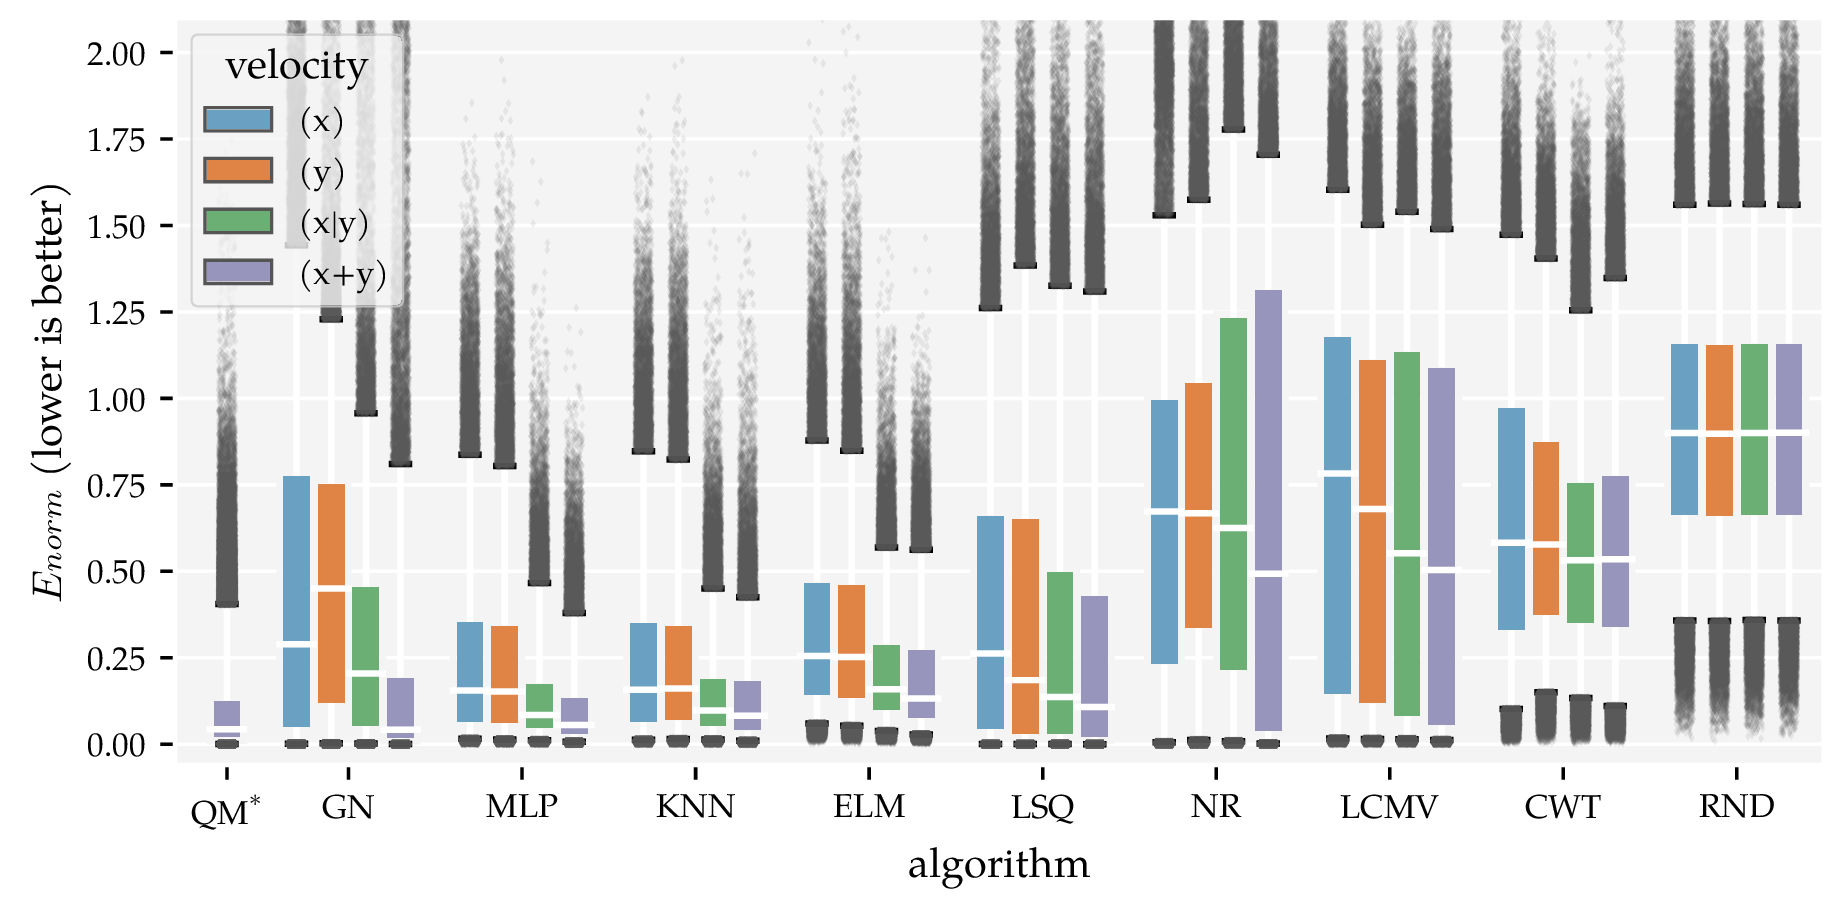 velocity
(x)
(y)
(x|y)
(x+y)
E_norm (lower is better)
2.00
1.75
1.50
1.25
1.00
0.75
0.50
0.25
0.00
QM* GN MLP KNN ELM LSQ NR LCMV CWT RND
algorithm